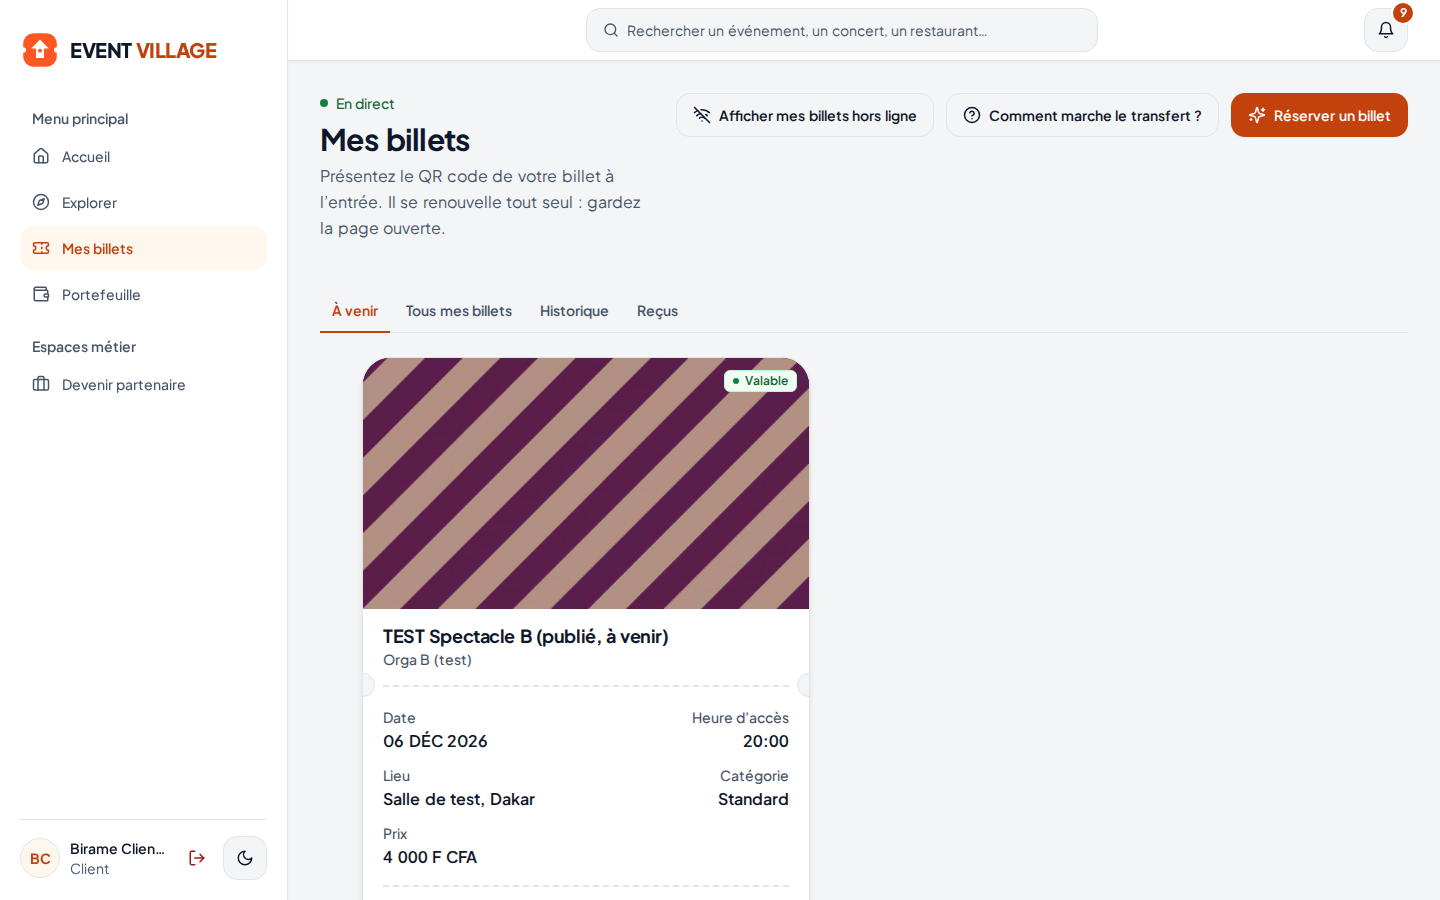 EVENT VILLAGE
Menu principal
Accueil
Explorer
Mes billets
Portefeuille
Espaces métier
Devenir partenaire
BC
Birame Clien...
Client
Rechercher un événement, un concert, un restaurant...
9
En direct
Mes billets
Présentez le QR code de votre billet à
l'entrée. Il se renouvelle tout seul : gardez
la page ouverte.
Afficher mes billets hors ligne
Comment marche le transfert ?
Réserver un billet
À venir
Tous mes billets
Historique
Reçus
Valable
TEST Spectacle B (publié, à venir)
Orga B (test)
Date
Heure d'accès
06 DÉC 2026
20:00
Lieu
Catégorie
Salle de test, Dakar
Standard
Prix
4 000 F CFA